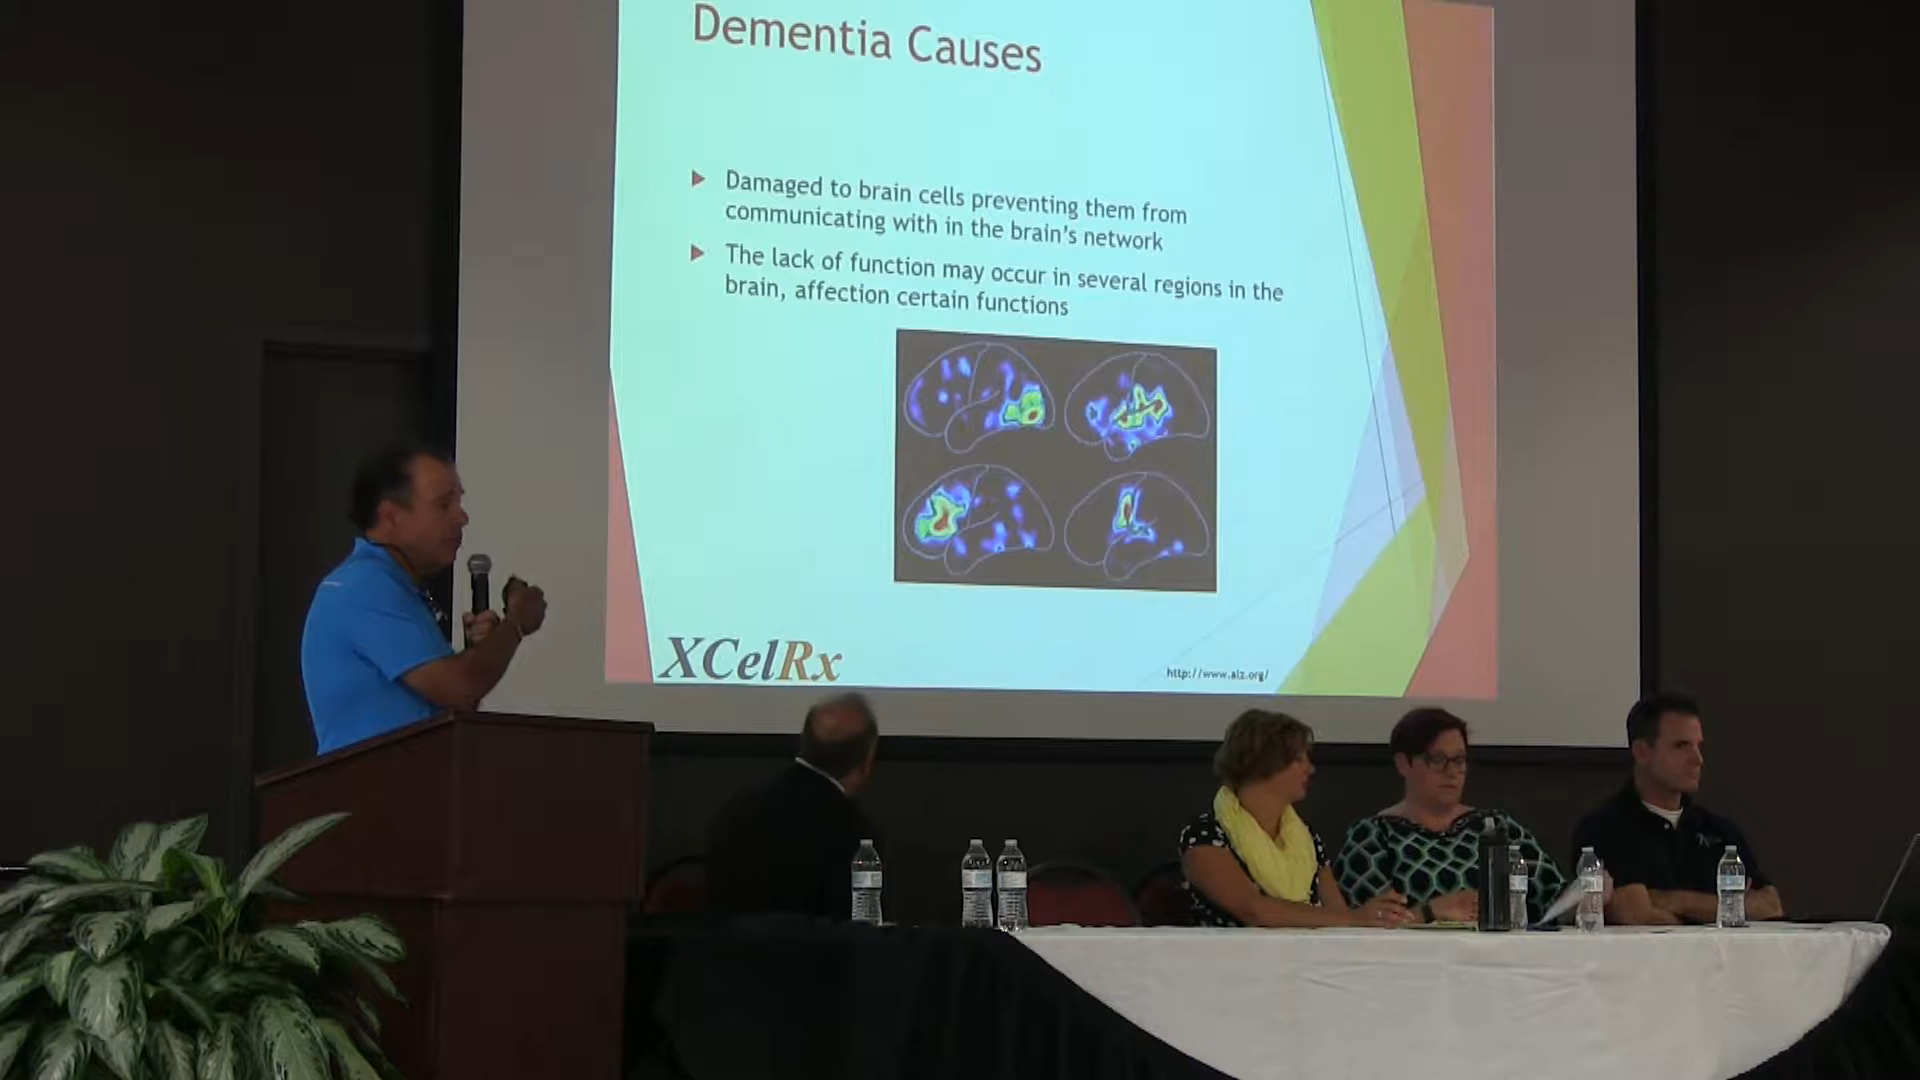 Dementia Causes
Damaged to brain cells preventing them from
communicating with in the brain's network
The lack of function may occur in several regions in the
brain, affection certain functions
XCelRx
http://www.alz.org/